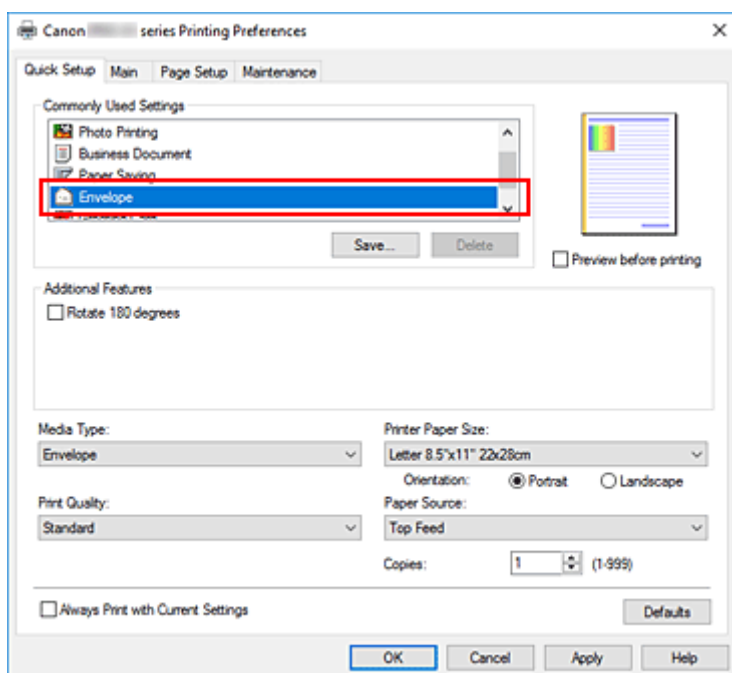 Canon series Printing Preferences
Quick Setup Main Page Setup Maintenance
Commonly Used Settings
Photo Printing
Business Document
Paper Saving
Envelope
Save... Delete
Preview before printing
Additional Features
Rotate 180 degrees
Media Type: Printer Paper Size:
Envelope Letter 8.5"x11" 22x28cm
Orientation: Portrait Landscape
Print Quality: Paper Source:
Standard Top Feed
Copies: 1 (1-999)
Always Print with Current Settings Defaults
OK Cancel Apply Help